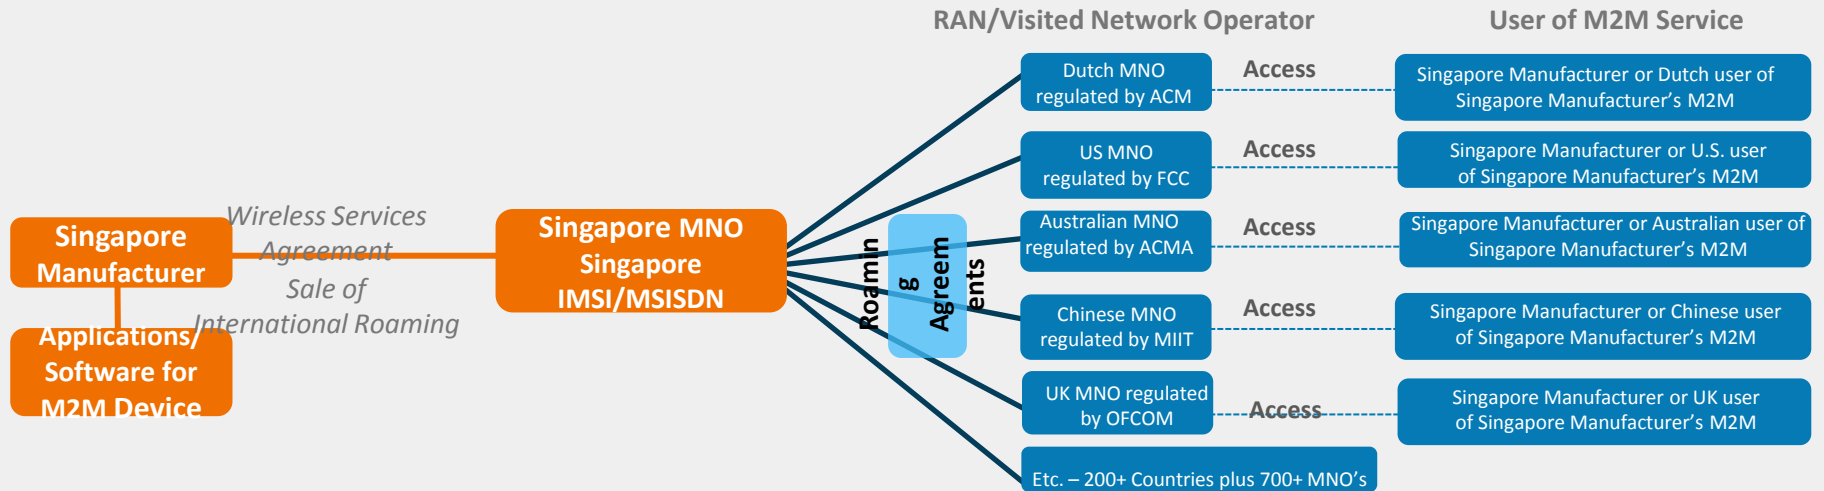 RAN/Visited Network Operator
User of M2M Service
Dutch MNO
regulated by ACM
Access
Singapore Manufacturer or Dutch user of
Singapore Manufacturer’s M2M
US MNO
regulated by FCC
Access
Singapore Manufacturer or U.S. user
of Singapore Manufacturer’s M2M
Singapore
Manufacturer
Wireless Services
Agreement
Sale of
International Roaming
Applications/
Software for
M2M Device
Singapore MNO
Singapore
IMSI/MSISDN
Roamin
g
Agreem
ents
Australian MNO
regulated by ACMA
Access
Singapore Manufacturer or Australian user of
Singapore Manufacturer’s M2M
Chinese MNO
regulated by MIIT
Access
Singapore Manufacturer or Chinese user
of Singapore Manufacturer’s M2M
UK MNO regulated
by OFCOM
Access
Singapore Manufacturer or UK user
of Singapore Manufacturer’s M2M
Etc. – 200+ Countries plus 700+ MNO’s